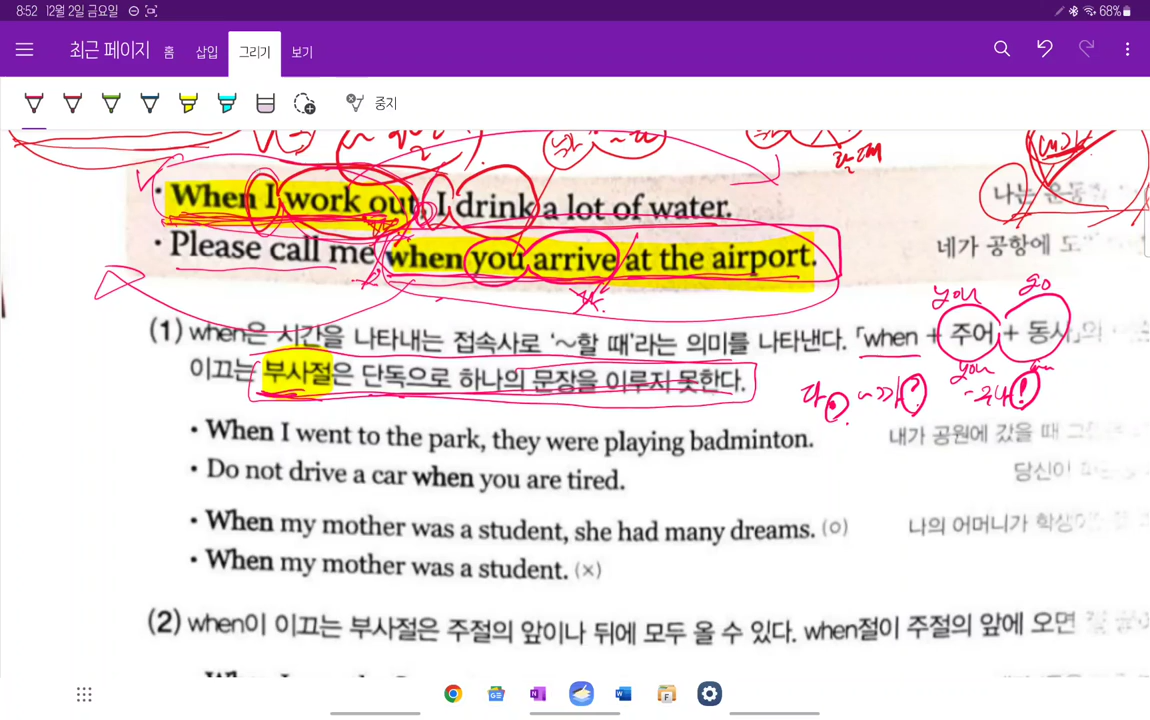 8:52 12월 2일 금요일 68%
최근 페이지 홈 삽입 그리기 보기
중지
· When I work out, I drink a lot of water. 나는 운동
· Please call me when you arrive at the airport. 네가 공항에 도
you go
(1) when은 시간을 나타내는 접속사로 '~할 때'라는 의미를 나타낸다. 「when + 주어 + 동사」의
이끄는 부사절은 단독으로 하나의 문장을 이루지 못한다.
you
다. ~까? ~구나!
· When I went to the park, they were playing badminton. 내가 공원에 갔을 때
· Do not drive a car when you are tired. 당신이
· When my mother was a student, she had many dreams. (○) 나의 어머니가 학생
· When my mother was a student. (×)
(2) when이 이끄는 부사절은 주절의 앞이나 뒤에 모두 올 수 있다. when절이 주절의 앞에 오면